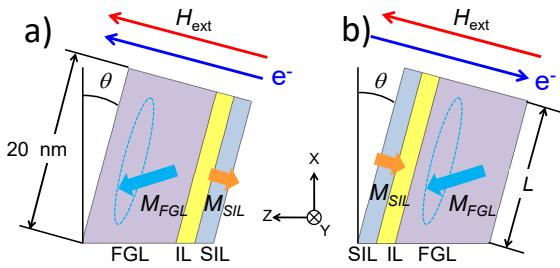 a)
H_ext
e-
θ
20 nm
M_FGL
M_SIL
FGL IL SIL
X
Z
Y
b)
H_ext
e-
θ
L
M_SIL
M_FGL
SIL IL FGL